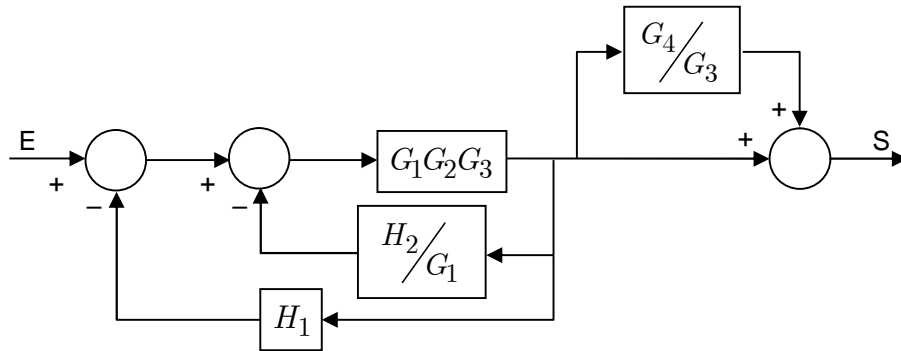 G₄/G₃
E
+
+
−
+
−
G₁G₂G₃
+
+
S
H₂/G₁
H₁